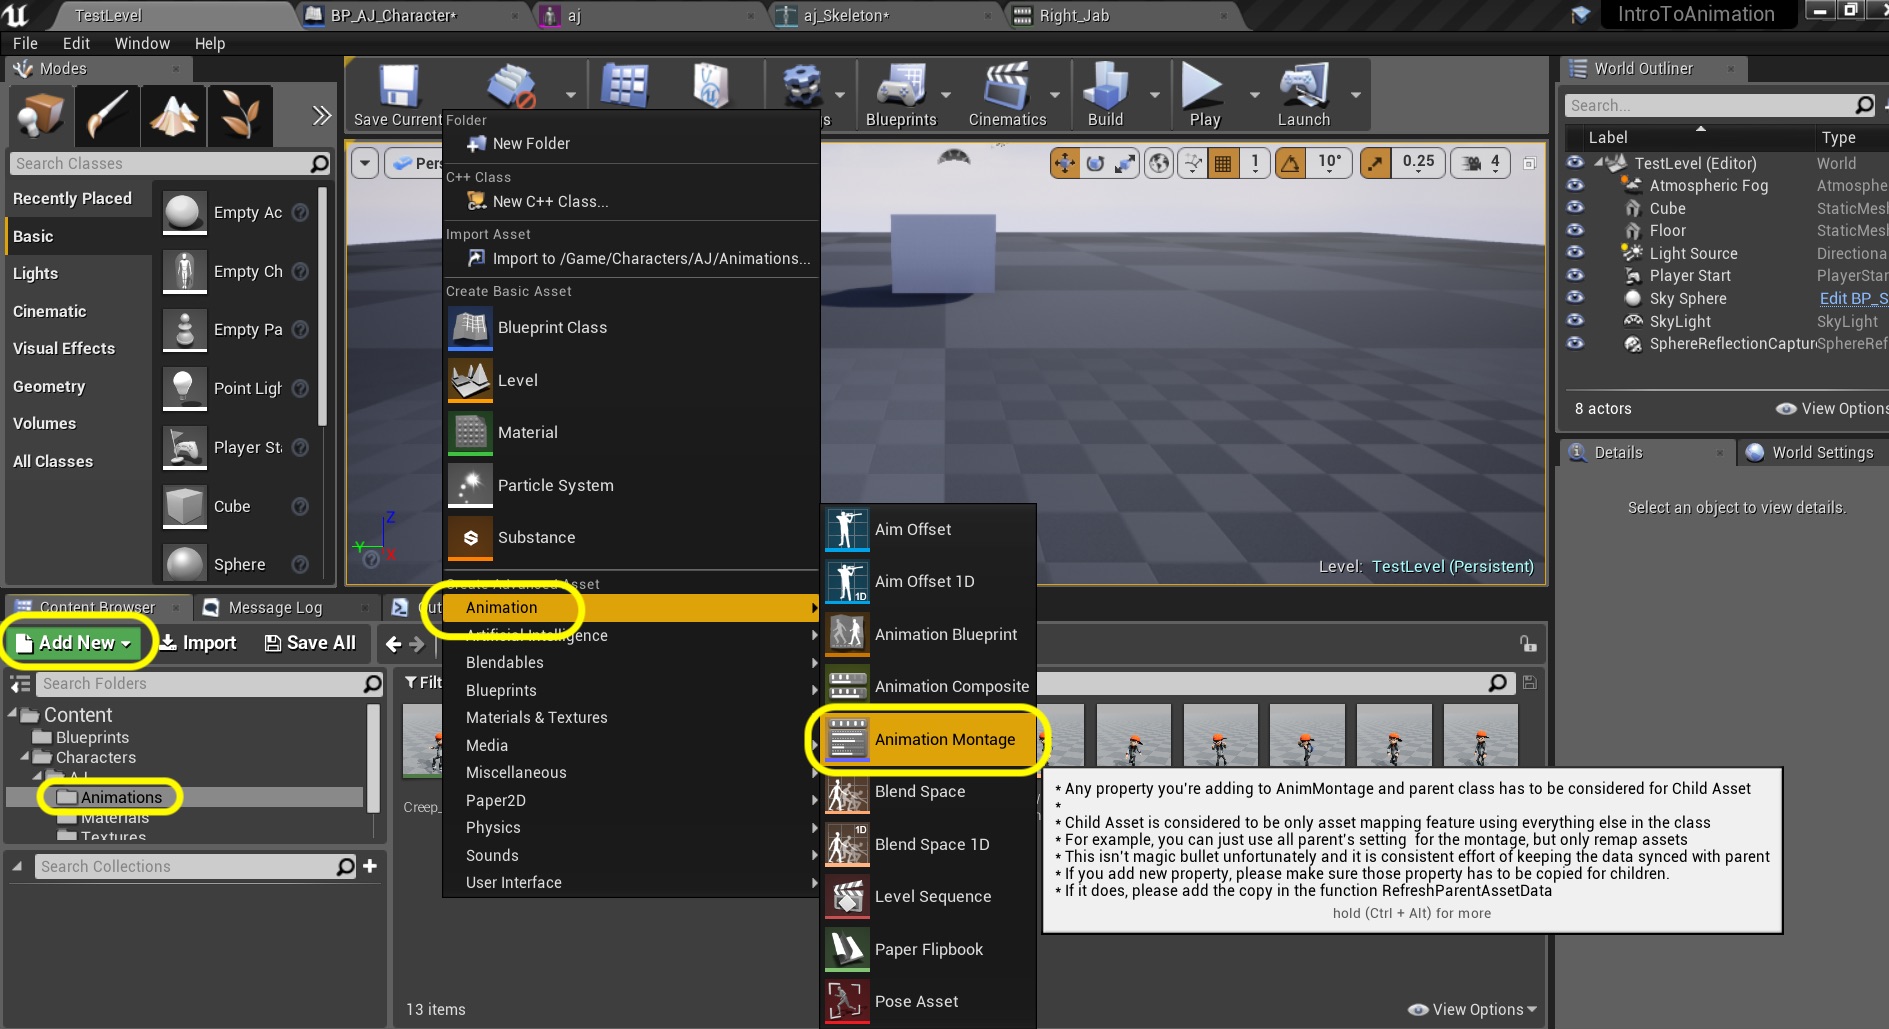 TestLevel
BP_AJ_Character*
aj
aj_Skeleton*
Right_Jab
IntroToAnimation
File
Edit
Window
Help
Modes
Search Classes
Recently Placed
Basic
Lights
Cinematic
Visual Effects
Geometry
Volumes
All Classes
Empty Ac
Empty Ch
Empty Pa
Point Ligh
Player Sta
Cube
Sphere
Save Current
Blueprints
Cinematics
Build
Play
Launch
Pers
1
10°
0.25
4
Z
Y
X
Level: TestLevel (Persistent)
Folder
New Folder
C++ Class
New C++ Class...
Import Asset
Import to /Game/Characters/AJ/Animations...
Create Basic Asset
Blueprint Class
Level
Material
Particle System
Substance
Create Advanced Asset
Animation
Artificial Intelligence
Blendables
Blueprints
Materials & Textures
Media
Miscellaneous
Paper2D
Physics
Sounds
User Interface
Aim Offset
Aim Offset 1D
1D
Animation Blueprint
Animation Composite
Animation Montage
Blend Space
Blend Space 1D
1D
Level Sequence
Paper Flipbook
Pose Asset
* Any property you're adding to AnimMontage and parent class has to be considered for Child Asset
*
* Child Asset is considered to be only asset mapping feature using everything else in the class
* For example, you can just use all parent's setting for the montage, but only remap assets
* This isn't magic bullet unfortunately and it is consistent effort of keeping the data synced with parent
* If you add new property, please make sure those property has to be copied for children.
* If it does, please add the copy in the function RefreshParentAssetData
hold (Ctrl + Alt) for more
World Outliner
Search...
Label
Type
TestLevel (Editor)
World
Atmospheric Fog
Atmosphe
Cube
StaticMesh
Floor
StaticMesh
Light Source
Directiona
Player Start
PlayerStar
Sky Sphere
Edit BP_S
SkyLight
SkyLight
SphereReflectionCaptur
SphereRef
8 actors
View Options
Details
World Settings
Select an object to view details.
Content Browser
Message Log
Out
Add New
Import
Save All
Search Folders
Filt
Content
Blueprints
Characters
AJ
Animations
Materials
Textures
Search Collections
Creep_
13 items
View Options